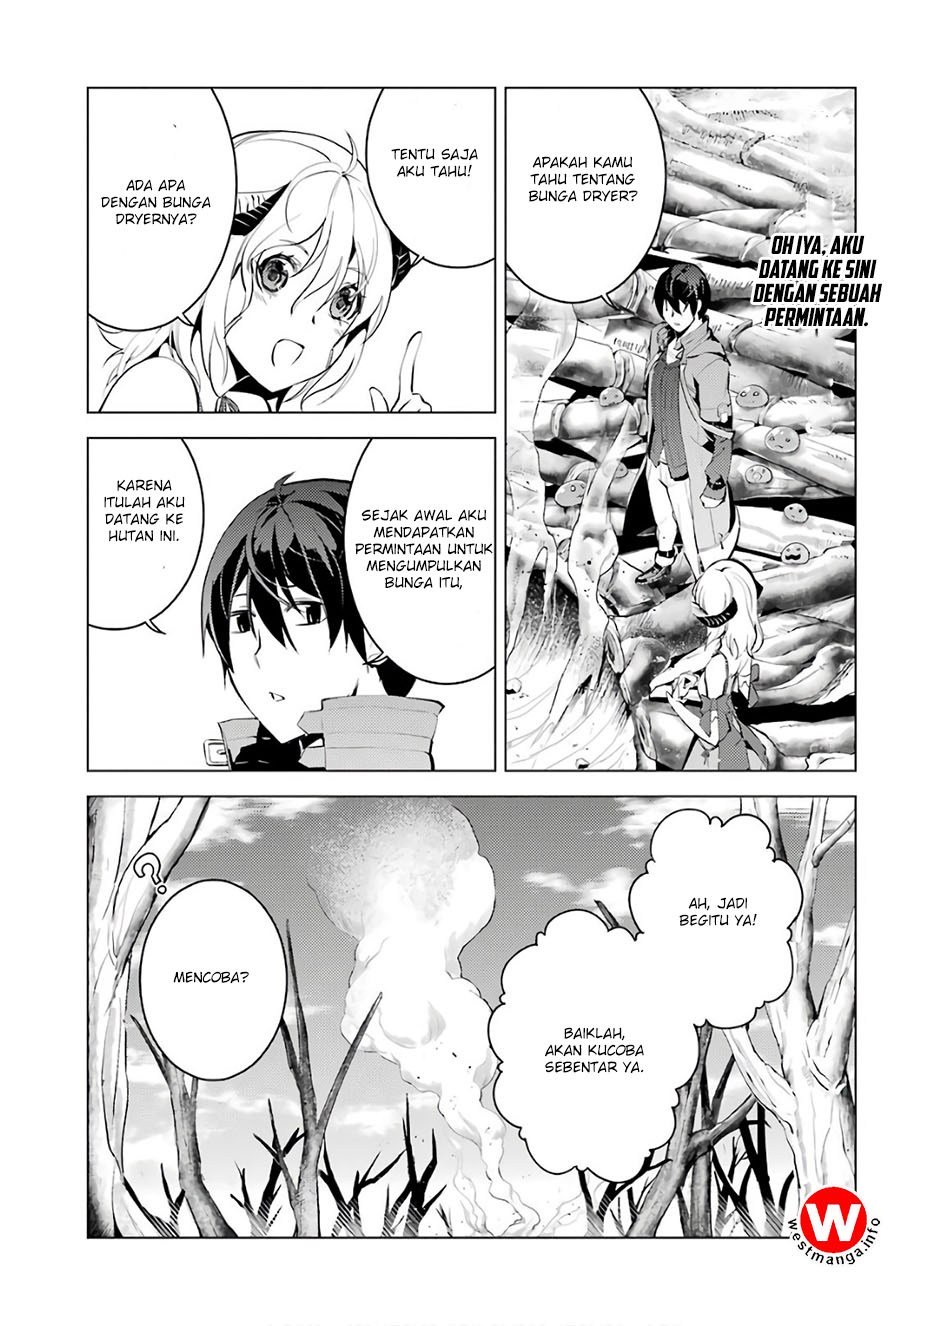 OH IYA, AKU
DATANG KE SINI
DENGAN SEBUAH
PERMINTAAN.
APAKAH KAMU
TAHU TENTANG
BUNGA DRYER?
TENTU SAJA
AKU TAHU!
ADA APA
DENGAN BUNGA
DRYERNYA?
SEJAK AWAL AKU
MENDAPATKAN
PERMINTAAN UNTUK
MENGUMPULKAN
BUNGA ITU,
KARENA
ITULAH AKU
DATANG KE
HUTAN INI.
AH, JADI
BEGITU YA!
BAIKLAH,
AKAN KUCOBA
SEBENTAR YA.
?
MENCOBA?
W
westmanga.info